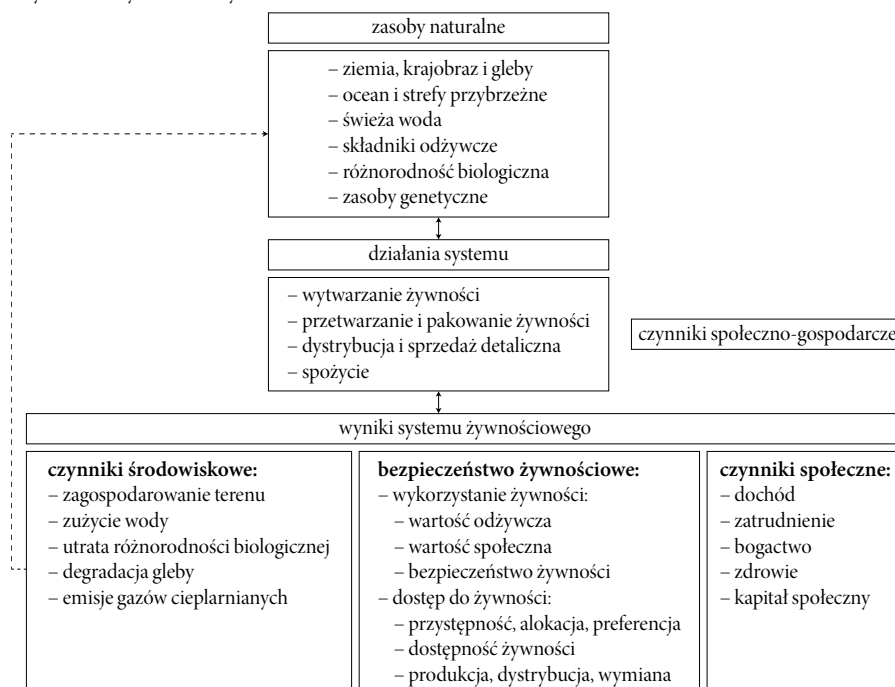 zasoby naturalne
– ziemia, krajobraz i gleby
– ocean i strefy przybrzeżne
– świeża woda
– składniki odżywcze
– różnorodność biologiczna
– zasoby genetyczne
działania systemu
– wytwarzanie żywności
– przetwarzanie i pakowanie żywności
– dystrybucja i sprzedaż detaliczna
– spożycie
czynniki społeczno-gospodarcze
wyniki systemu żywnościowego
czynniki środowiskowe:
– zagospodarowanie terenu
– zużycie wody
– utrata różnorodności biologicznej
– degradacja gleby
– emisje gazów cieplarnianych
bezpieczeństwo żywnościowe:
– wykorzystanie żywności:
– wartość odżywcza
– wartość społeczna
– bezpieczeństwo żywności
– dostęp do żywności:
– przystępność, alokacja, preferencja
– dostępność żywności
– produkcja, dystrybucja, wymiana
czynniki społeczne:
– dochód
– zatrudnienie
– bogactwo
– zdrowie
– kapitał społeczny